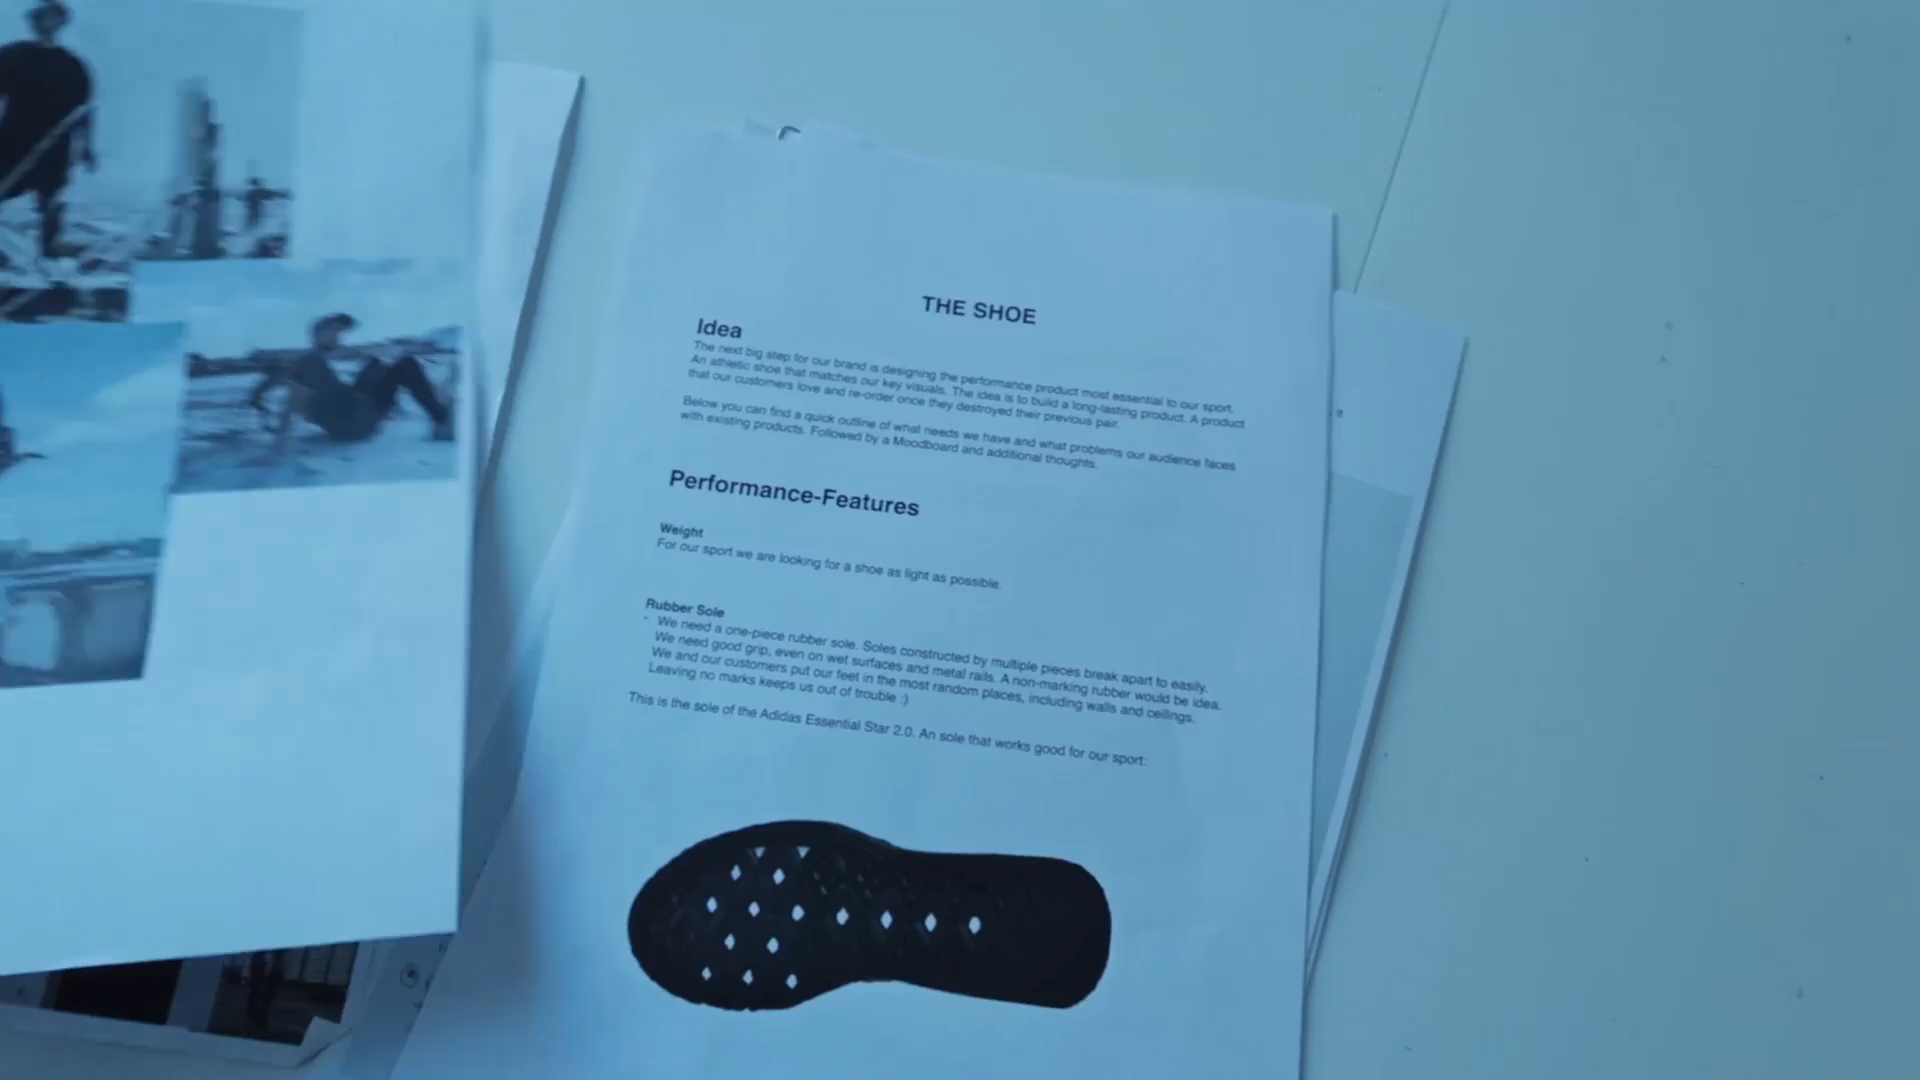 THE SHOE
Idea
The next big step for our brand is designing the performance product most essential to our sport.
An athletic shoe that matches our key visuals. The idea is to build a long-lasting product. A product
that our customers love and re-order once they destroyed their previous pair.
Below you can find a quick outline of what needs we have and what problems our audience faces
with existing products. Followed by a Moodboard and additional thoughts.
Performance-Features
Weight
For our sport we are looking for a shoe as light as possible.
Rubber Sole
- We need a one-piece rubber sole. Soles constructed by multiple pieces break apart to easily.
We need good grip, even on wet surfaces and metal rails. A non-marking rubber would be idea.
We and our customers put our feet in the most random places, including walls and ceilings.
Leaving no marks keeps us out of trouble :)
This is the sole of the Adidas Essential Star 2.0. An sole that works good for our sport: